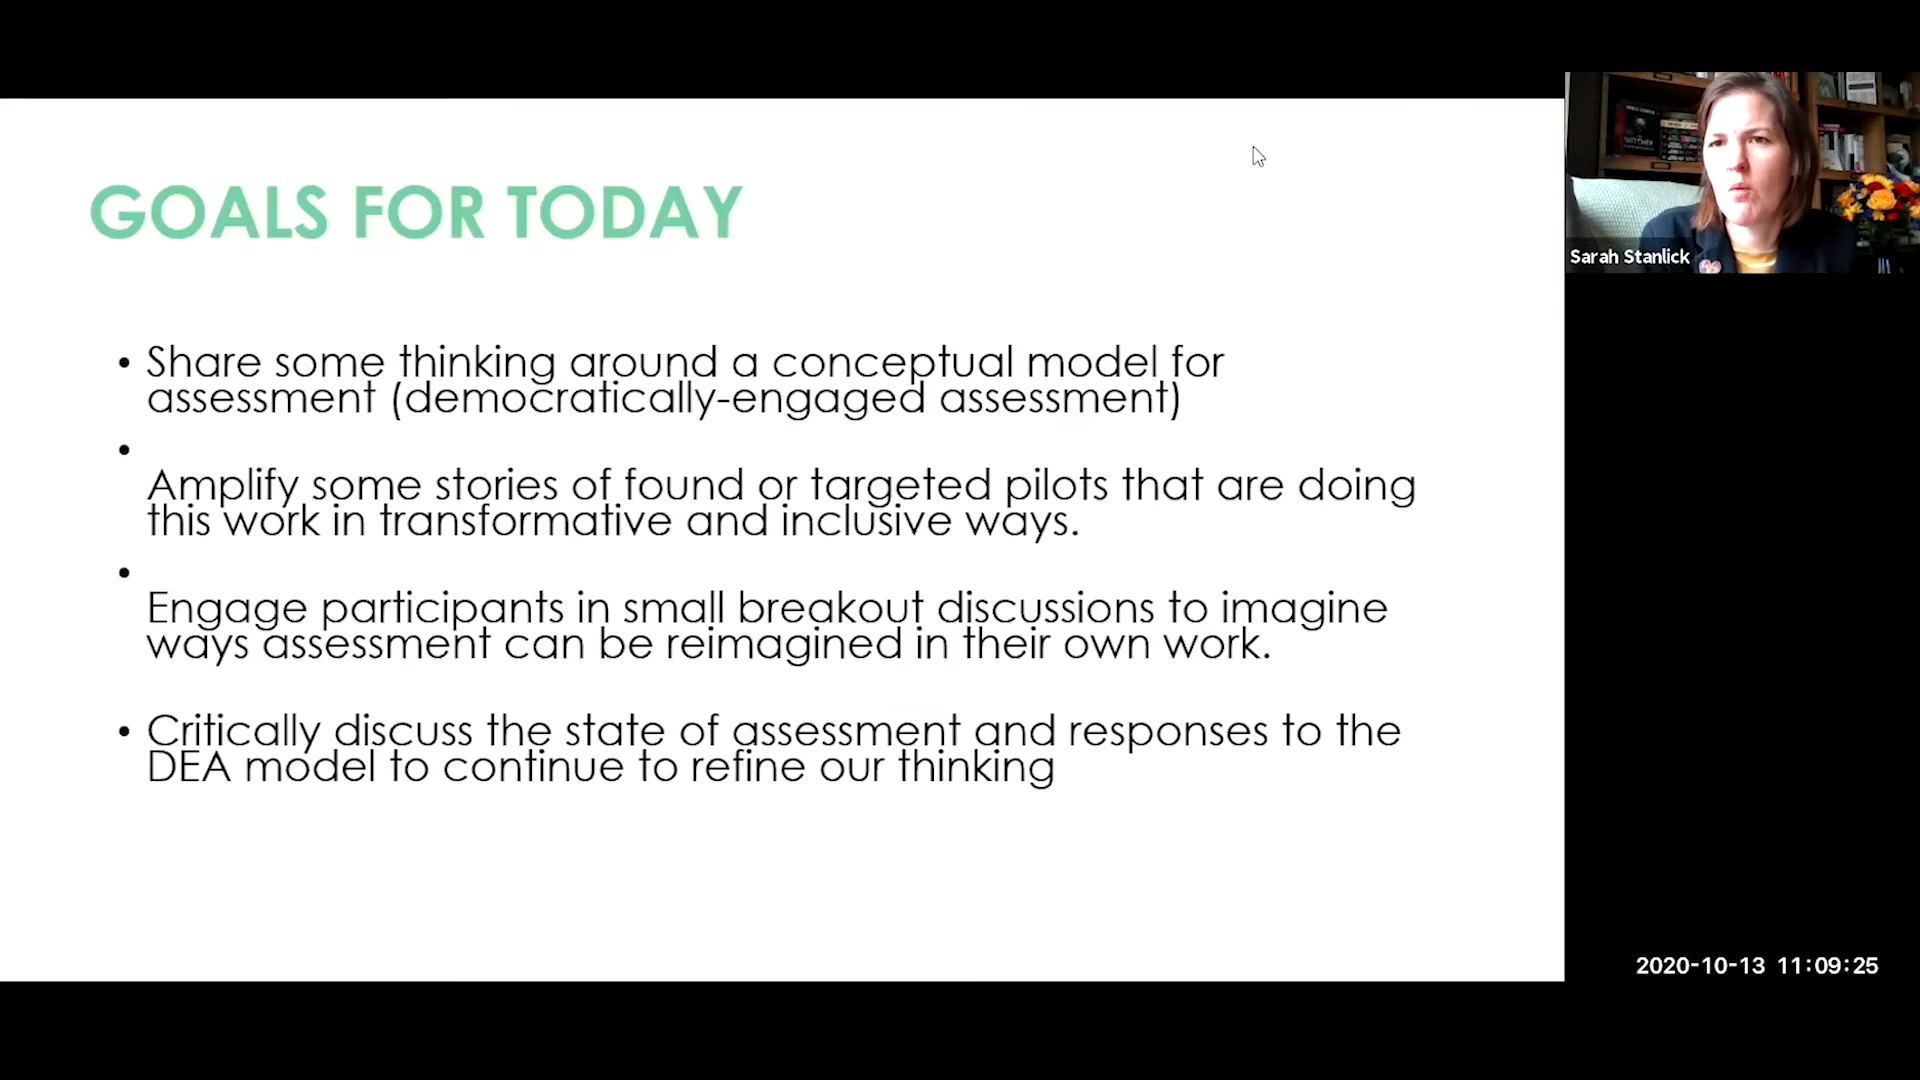 GOALS FOR TODAY
• Share some thinking around a conceptual model for
assessment (democratically-engaged assessment)
•
Amplify some stories of found or targeted pilots that are doing
this work in transformative and inclusive ways.
•
Engage participants in small breakout discussions to imagine
ways assessment can be reimagined in their own work.
• Critically discuss the state of assessment and responses to the
DEA model to continue to refine our thinking
WITCHER
Sarah Stanlick
2020-10-13 11:09:25